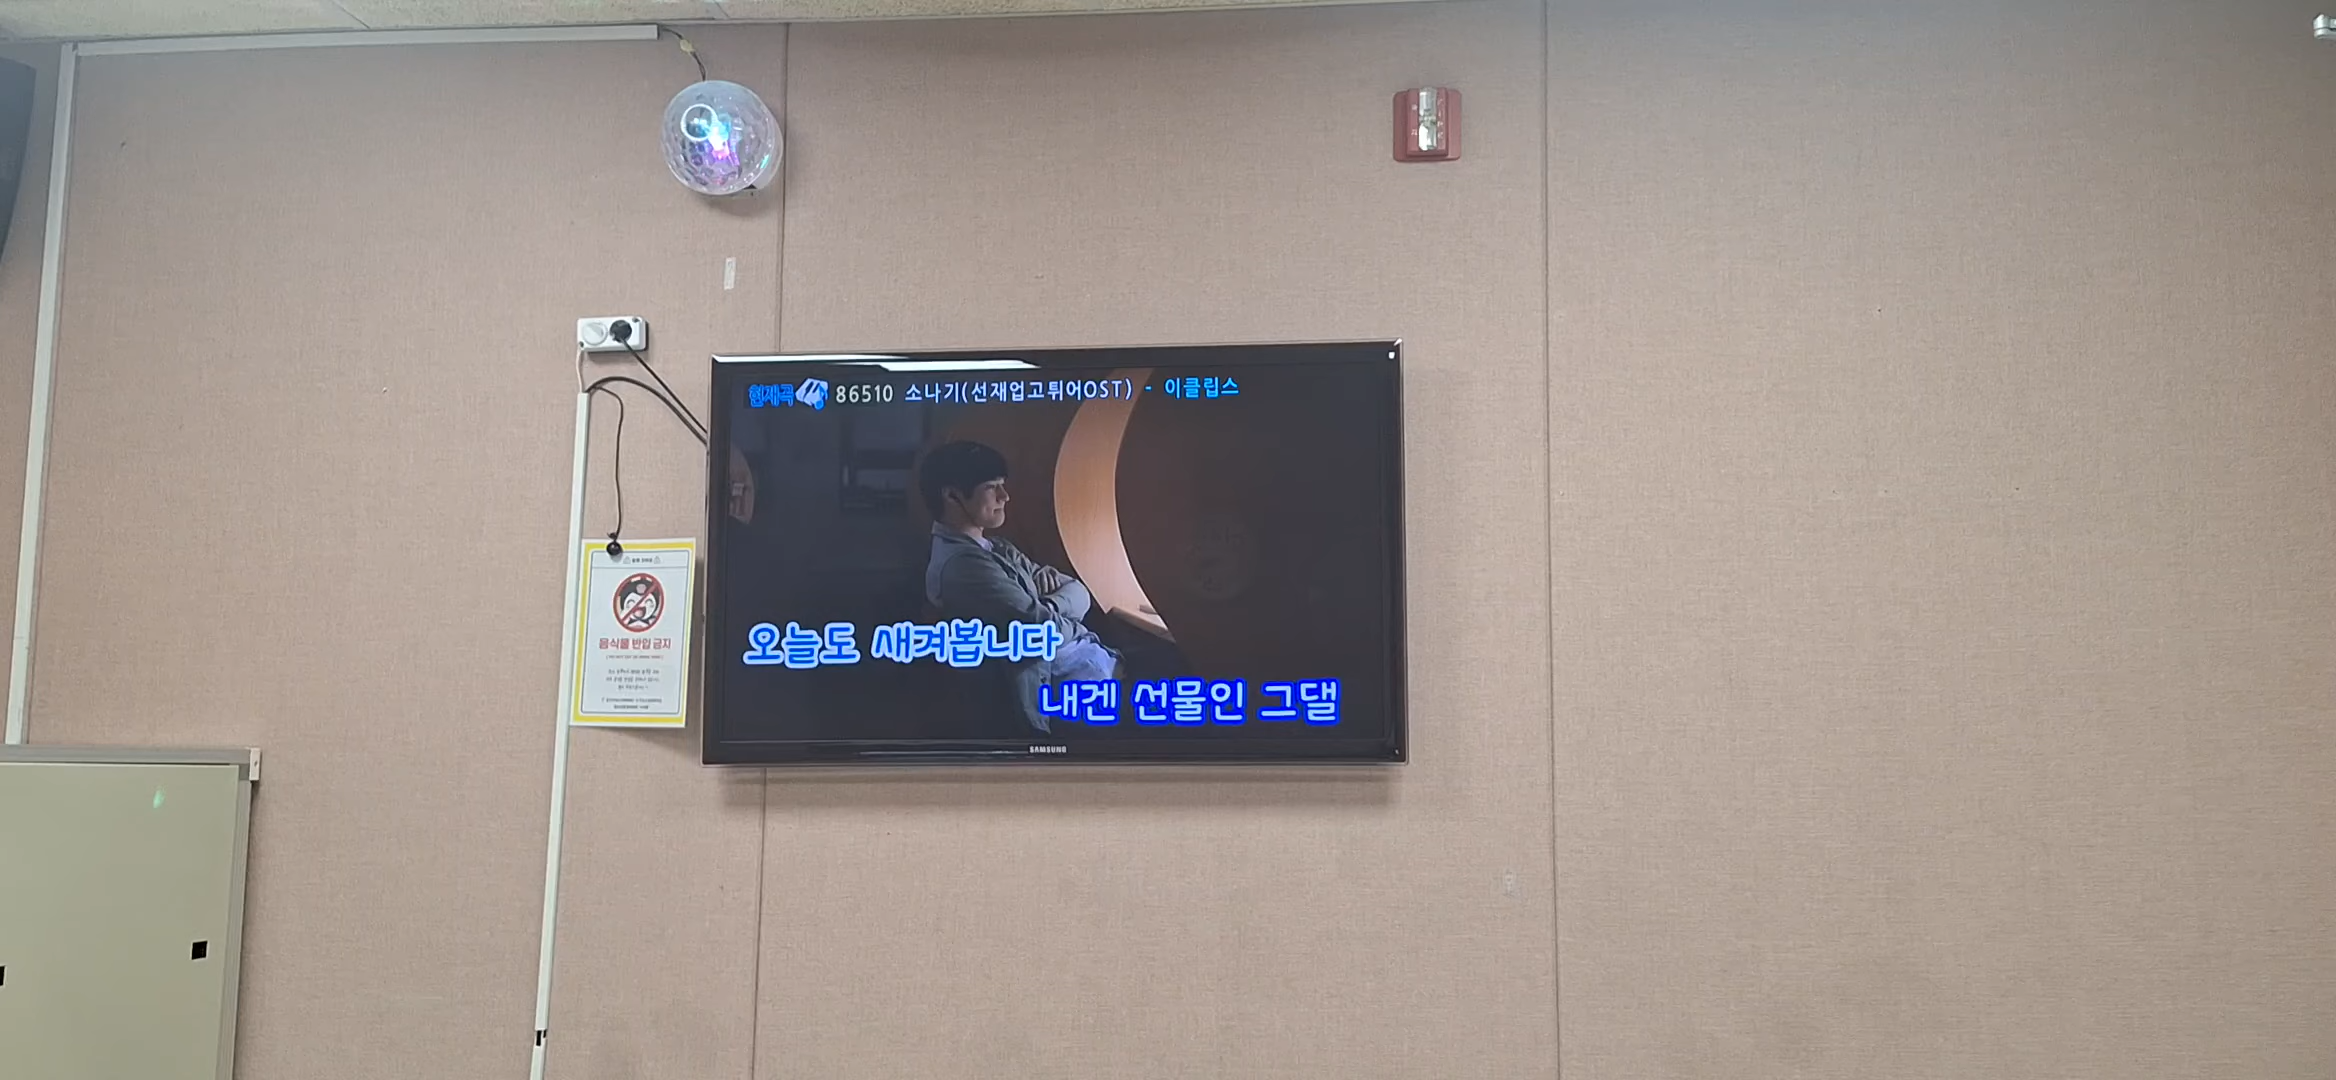 현재곡 86510 소나기(선재업고튀어OST) - 이클립스
오늘도 새겨봅니다
내겐 선물인 그댈
SAMSUNG
음식물 반입 금지